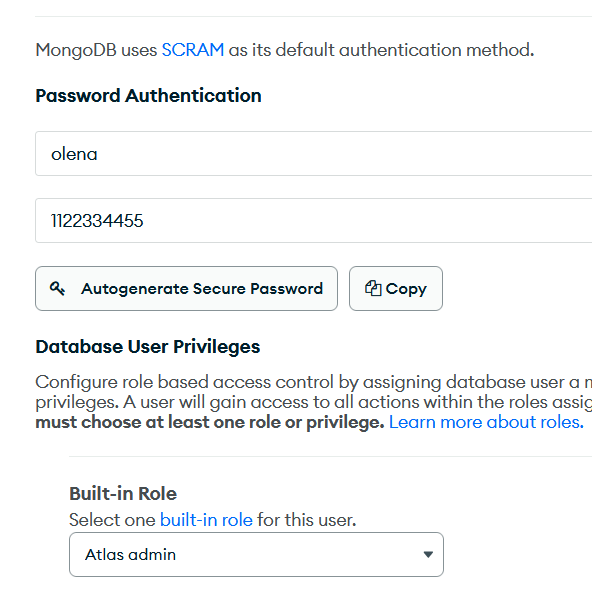 MongoDB uses SCRAM as its default authentication method.
Password Authentication
olena
1122334455
Autogenerate Secure Password
Copy
Database User Privileges
Configure role based access control by assigning database user a
privileges. A user will gain access to all actions within the roles
must choose at least one role or privilege. Learn more about roles.
Built-in Role
Select one built-in role for this user.
Atlas admin